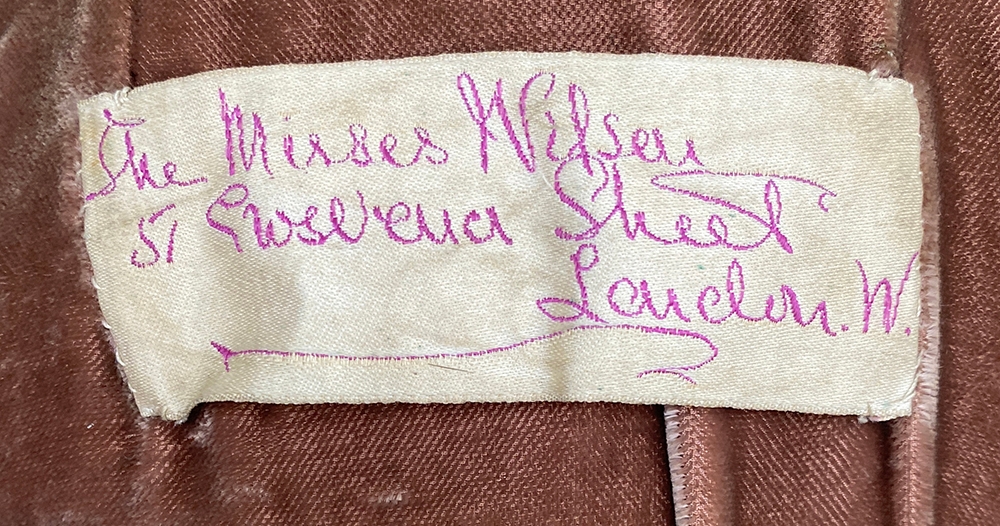 The Misses Wilson
51 Grosvenor Street
London. W.